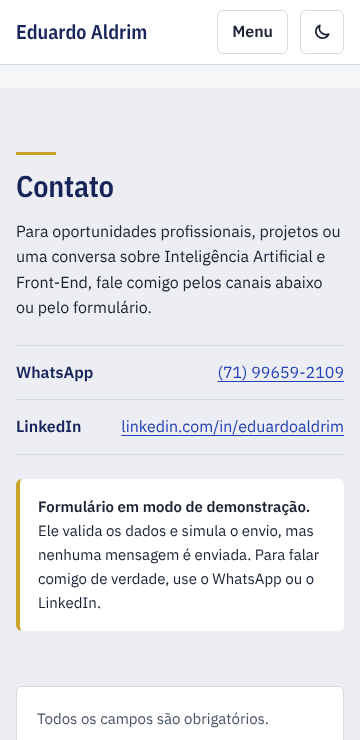 Eduardo Aldrim
Menu
Contato
Para oportunidades profissionais, projetos ou
uma conversa sobre Inteligência Artificial e
Front-End, fale comigo pelos canais abaixo
ou pelo formulário.
WhatsApp (71) 99659-2109
LinkedIn linkedin.com/in/eduardoaldrim
Formulário em modo de demonstração.
Ele valida os dados e simula o envio, mas
nenhuma mensagem é enviada. Para falar
comigo de verdade, use o WhatsApp ou o
LinkedIn.
Todos os campos são obrigatórios.